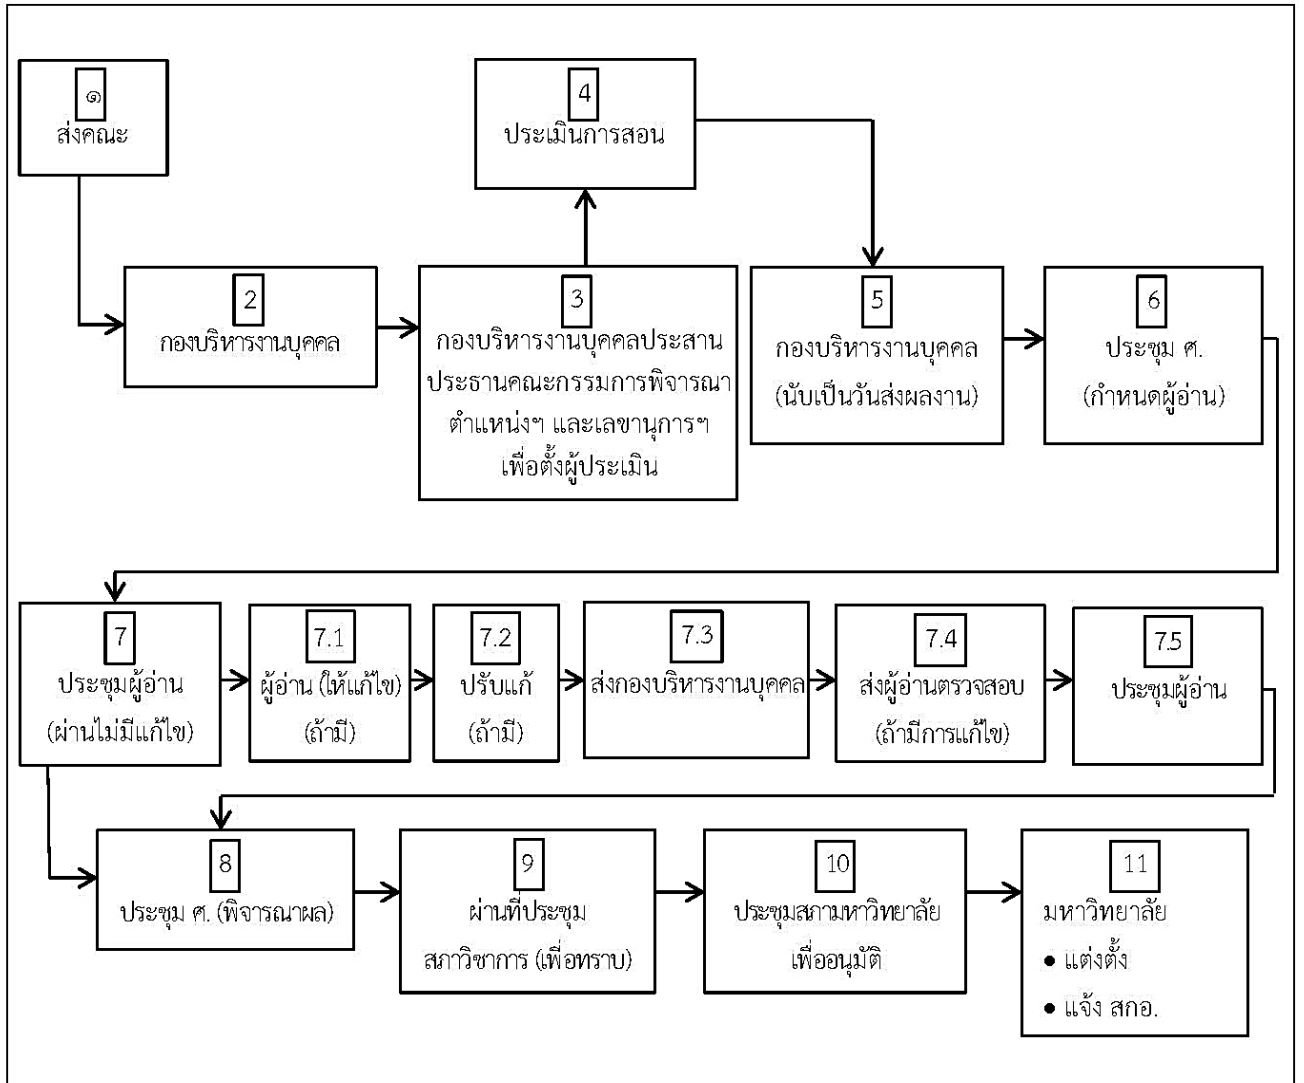 ๑
ส่งคณะ
4
ประเมินการสอน
2
กองบริหารงานบุคคล
3
กองบริหารงานบุคคลประสาน
ประธานคณะกรรมการพิจารณา
ตำแหน่งฯ และเลขานุการฯ
เพื่อตั้งผู้ประเมิน
5
กองบริหารงานบุคคล
(นับเป็นวันส่งผลงาน)
6
ประชุม ศ.
(กำหนดผู้อ่าน)
7
ประชุมผู้อ่าน
(ผ่านไม่มีแก้ไข)
7.1
ผู้อ่าน (ให้แก้ไข)
(ถ้ามี)
7.2
ปรับแก้
(ถ้ามี)
7.3
ส่งกองบริหารงานบุคคล
7.4
ส่งผู้อ่านตรวจสอบ
(ถ้ามีการแก้ไข)
7.5
ประชุมผู้อ่าน
8
ประชุม ศ. (พิจารณาผล)
9
ผ่านที่ประชุม
สภาวิชาการ (เพื่อทราบ)
10
ประชุมสภามหาวิทยาลัย
เพื่ออนุมัติ
11
มหาวิทยาลัย
● แต่งตั้ง
● แจ้ง สกอ.